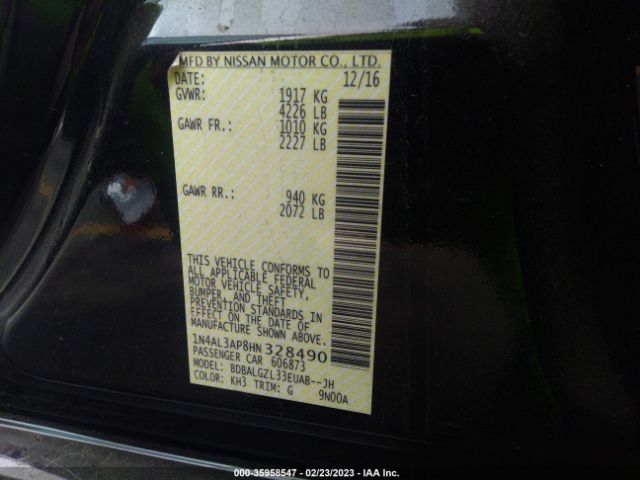 MFD BY NISSAN MOTOR CO., LTD.
DATE: 12/16
GVWR: 1917 KG
4226 LB
GAWR FR.: 1010 KG
2227 LB
GAWR RR.: 940 KG
2072 LB
THIS VEHICLE CONFORMS TO
ALL APPLICABLE FEDERAL
MOTOR VEHICLE SAFETY,
BUMPER, AND THEFT
PREVENTION STANDARDS IN
EFFECT ON THE DATE OF
MANUFACTURE SHOWN ABOVE.
1N4AL3AP8HN 328490
PASSENGER CAR 606873
MODEL: BDBALGZL33EUAB--JH
COLOR: KH3 TRIM: G 9N00A
000-35958547 - 02/23/2023 - IAA Inc.